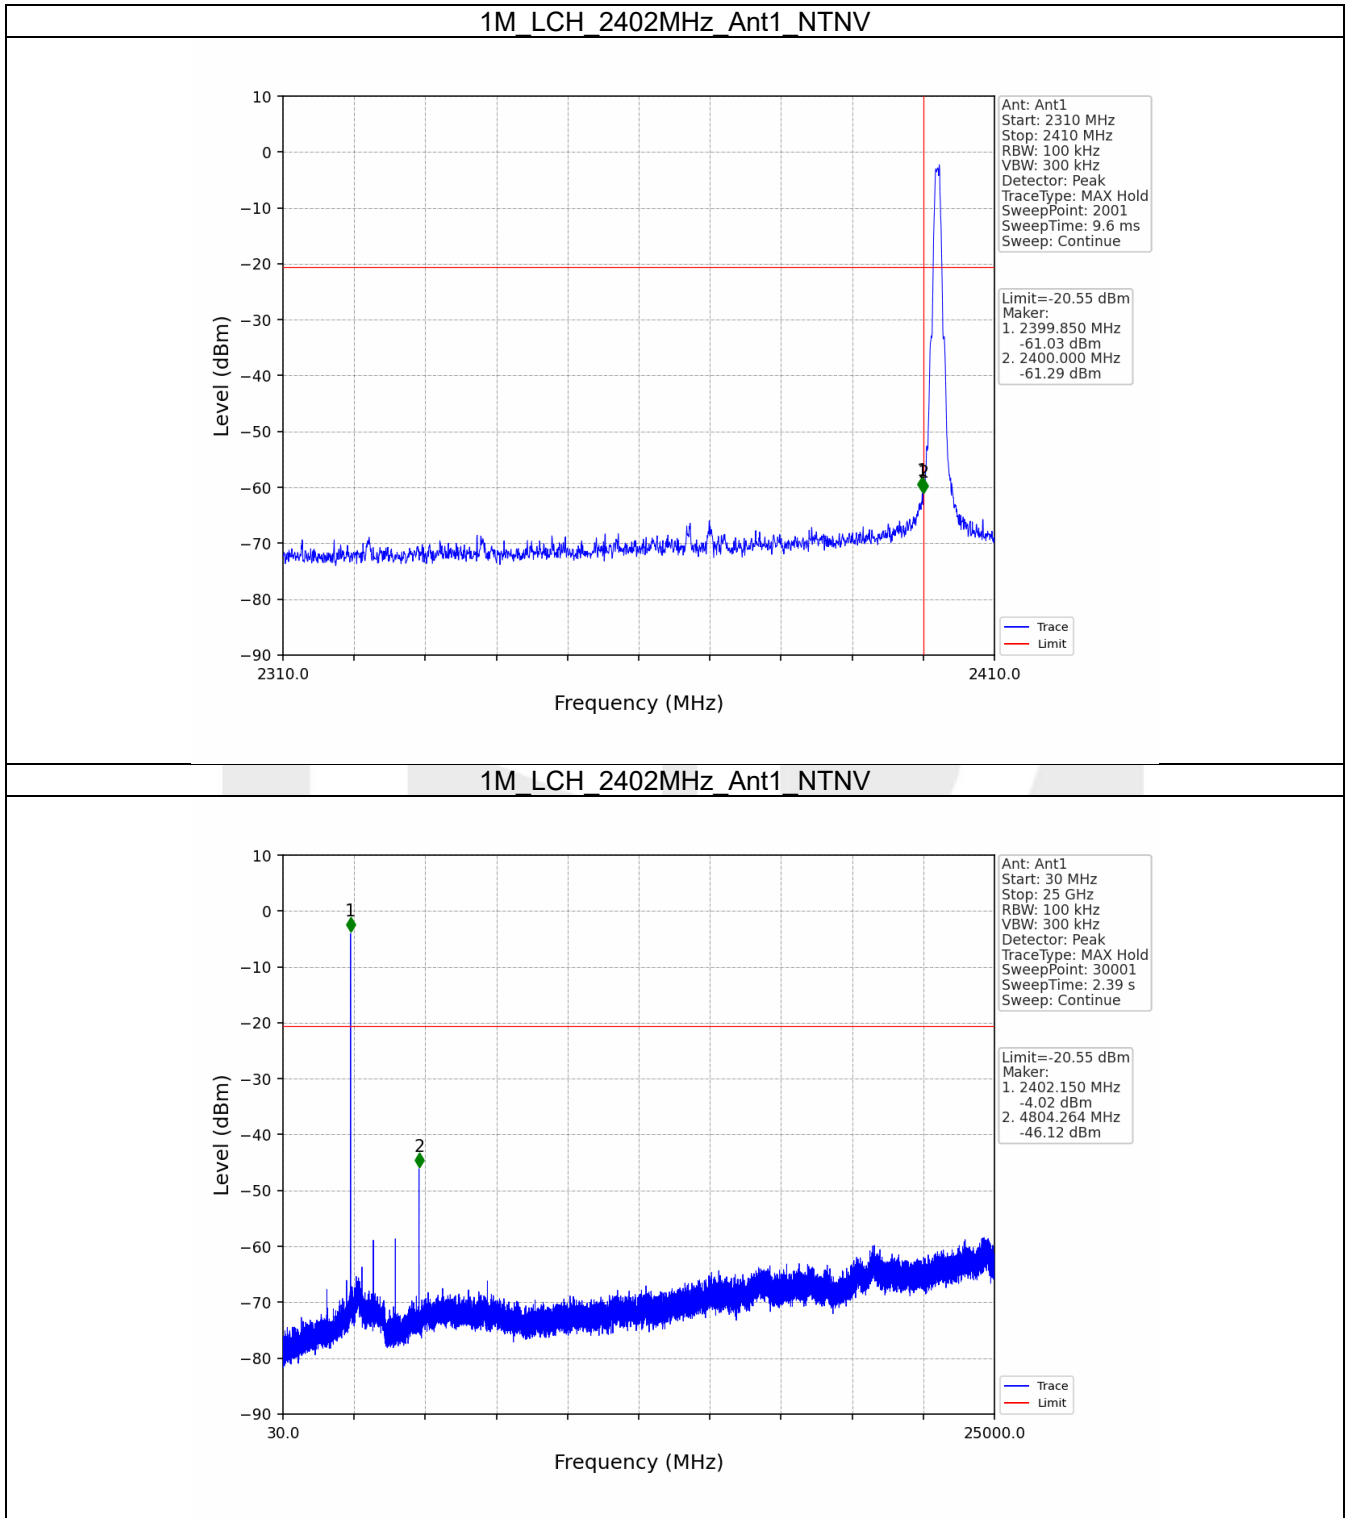 1M_LCH_2402MHz_Ant1_NTNV
10
0
−10
−20
−30
−40
−50
−60
−70
−80
−90
Level (dBm)
2310.0
2410.0
Frequency (MHz)
1
2
Ant: Ant1
Start: 2310 MHz
Stop: 2410 MHz
RBW: 100 kHz
VBW: 300 kHz
Detector: Peak
TraceType: MAX Hold
SweepPoint: 2001
SweepTime: 9.6 ms
Sweep: Continue
Limit=-20.55 dBm
Maker:
1. 2399.850 MHz
-61.03 dBm
2. 2400.000 MHz
-61.29 dBm
Trace
Limit
1M_LCH_2402MHz_Ant1_NTNV
10
0
−10
−20
−30
−40
−50
−60
−70
−80
−90
Level (dBm)
30.0
25000.0
Frequency (MHz)
1
2
Ant: Ant1
Start: 30 MHz
Stop: 25 GHz
RBW: 100 kHz
VBW: 300 kHz
Detector: Peak
TraceType: MAX Hold
SweepPoint: 30001
SweepTime: 2.39 s
Sweep: Continue
Limit=-20.55 dBm
Maker:
1. 2402.150 MHz
-4.02 dBm
2. 4804.264 MHz
-46.12 dBm
Trace
Limit